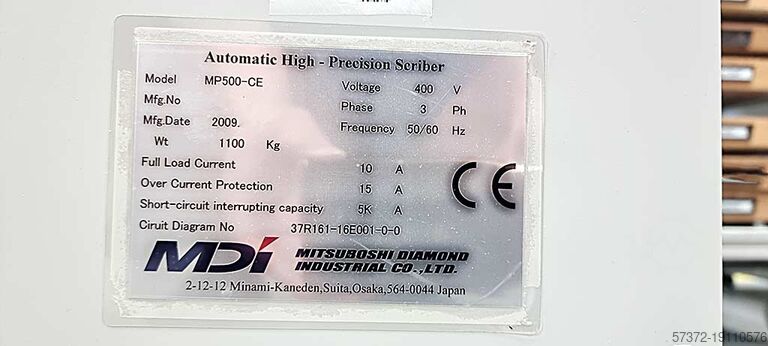 Automatic High - Precision Scriber
Model MP500-CE Voltage 400 V
Mfg.No Phase 3 Ph
Mfg.Date 2009. Frequency 50/60 Hz
Wt 1100 Kg
Full Load Current 10 A
Over Current Protection 15 A
Short-circuit interrupting capacity 5K A
Ciruit Diagram No 37R161-16E001-0-0
CE
MDI MITSUBOSHI DIAMOND
INDUSTRIAL CO.,LTD.
2-12-12 Minami-Kaneden,Suita,Osaka,564-0044 Japan
57372-19110576